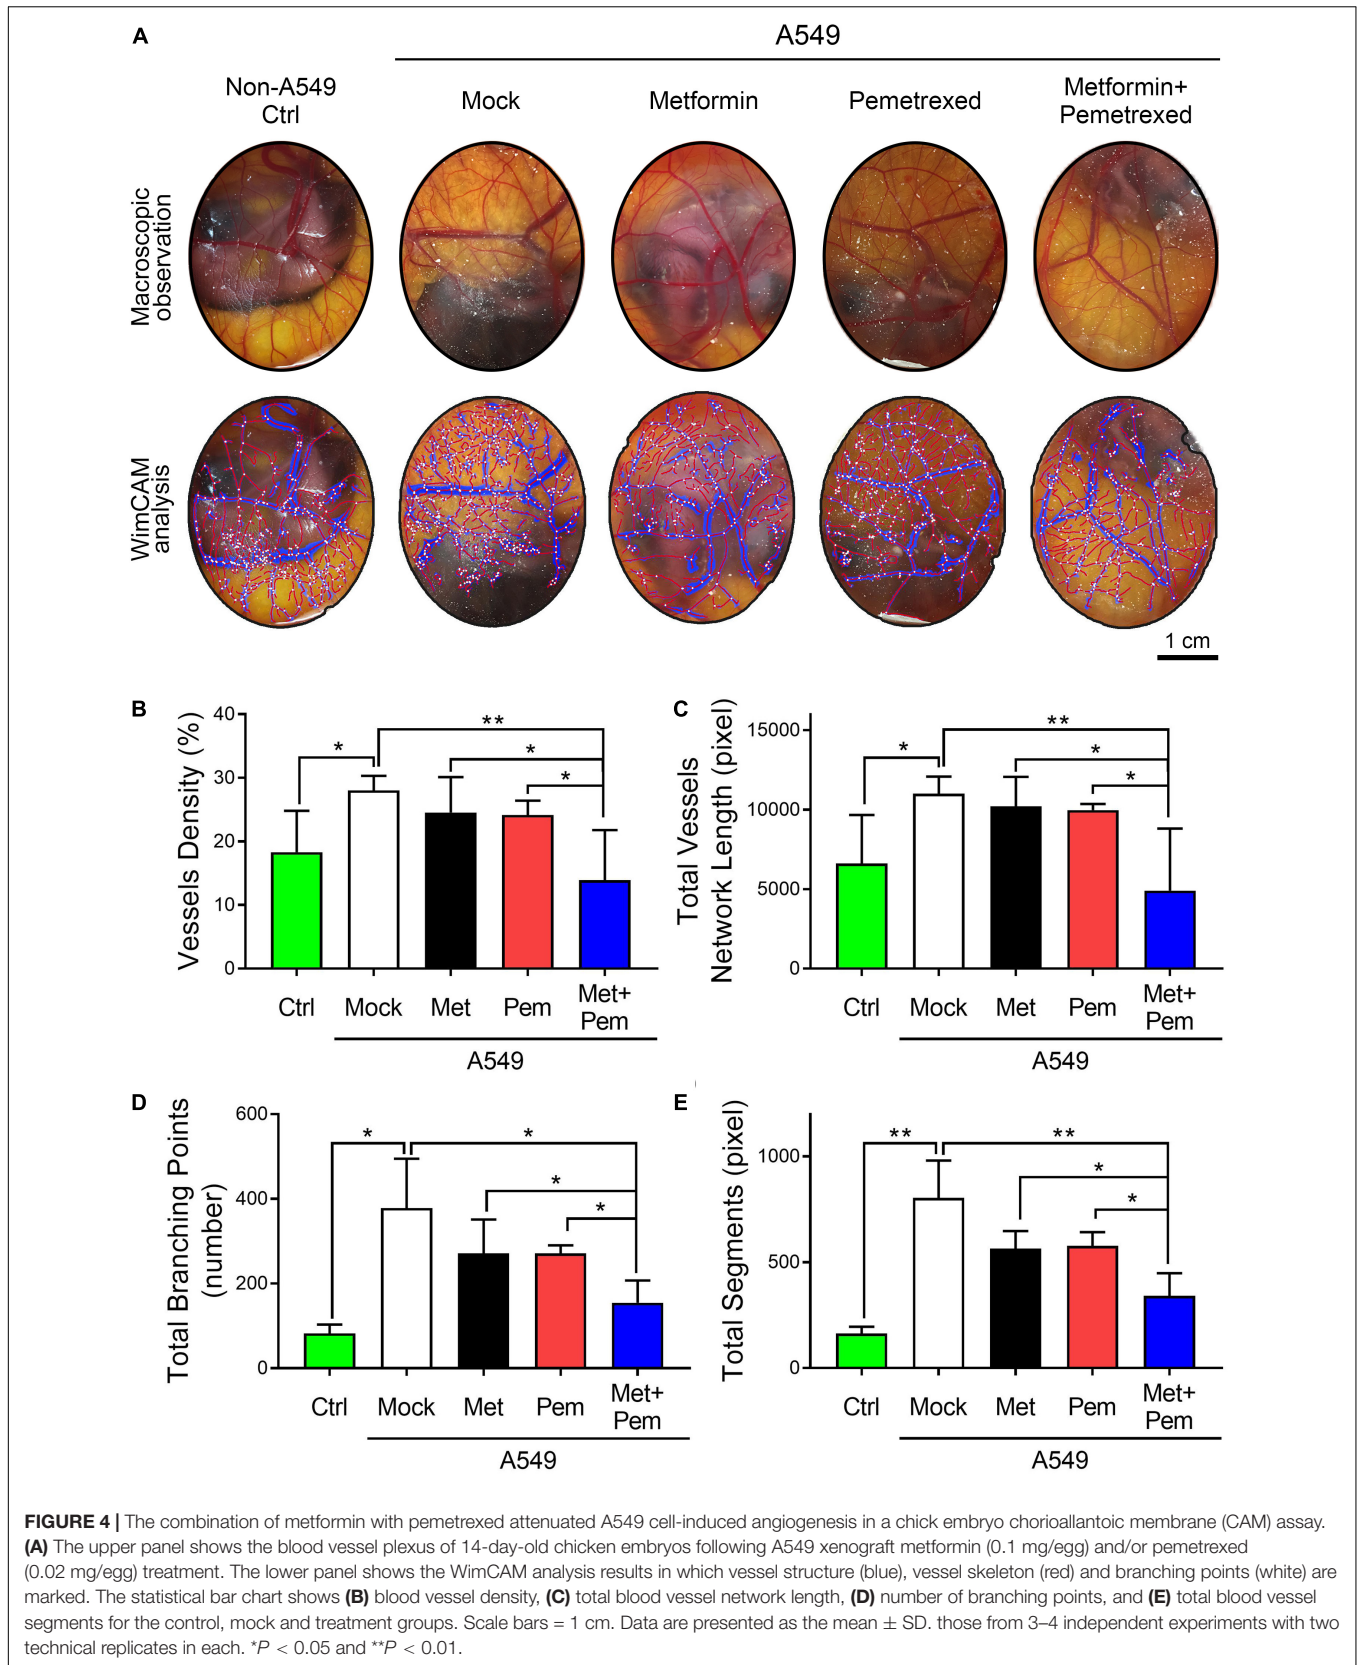 A
A549
Non-A549
Ctrl
Mock
Metformin
Pemetrexed
Metformin+
Pemetrexed
Macroscopic
observation
WimCAM
analysis
1 cm
B
Vessels Density (%)
40
30
20
10
0
*
**
*
*
Ctrl
Mock
Met
Pem
Met+
Pem
A549
C
Total Vessels
Network Length (pixel)
15000
10000
5000
0
*
**
*
*
Ctrl
Mock
Met
Pem
Met+
Pem
A549
D
Total Branching Points
(number)
600
400
200
0
*
*
*
*
Ctrl
Mock
Met
Pem
Met+
Pem
A549
E
Total Segments (pixel)
1000
500
0
**
**
*
*
Ctrl
Mock
Met
Pem
Met+
Pem
A549
FIGURE 4 | The combination of metformin with pemetrexed attenuated A549 cell-induced angiogenesis in a chick embryo chorioallantoic membrane (CAM) assay.
(A) The upper panel shows the blood vessel plexus of 14-day-old chicken embryos following A549 xenograft metformin (0.1 mg/egg) and/or pemetrexed
(0.02 mg/egg) treatment. The lower panel shows the WimCAM analysis results in which vessel structure (blue), vessel skeleton (red) and branching points (white) are
marked. The statistical bar chart shows (B) blood vessel density, (C) total blood vessel network length, (D) number of branching points, and (E) total blood vessel
segments for the control, mock and treatment groups. Scale bars = 1 cm. Data are presented as the mean ± SD. those from 3–4 independent experiments with two
technical replicates in each. *P < 0.05 and **P < 0.01.